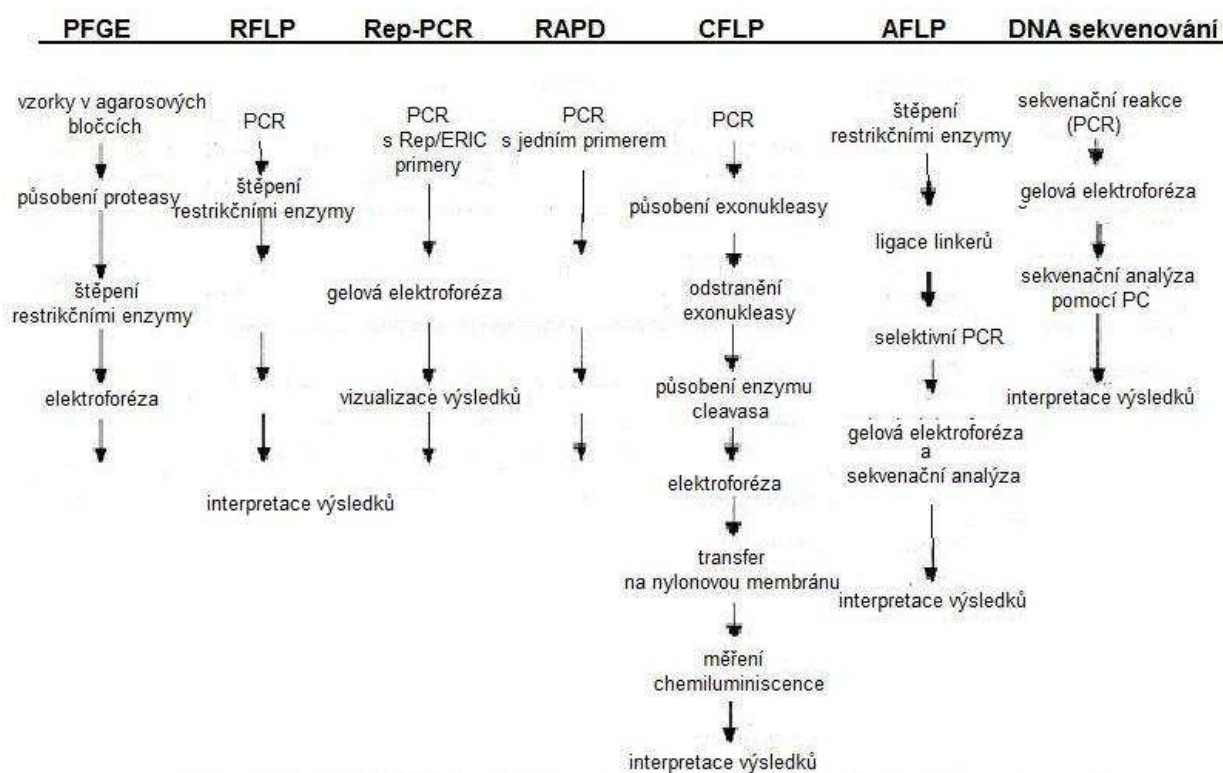 PFGE
RFLP
Rep-PCR
RAPD
CFLP
AFLP
DNA sekvenování
vzorky v agarosových
bločcích
působení proteasy
štěpení
restrikčními enzymy
elektroforéza
PCR
štěpení
restrikčními enzymy
PCR
s Rep/ERIC
primery
gelová elektroforéza
vizualizace výsledků
interpretace výsledků
PCR
s jedním primerem
PCR
působení exonukleasy
odstranění
exonukleasy
působení enzymu
cleavasa
elektroforéza
transfer
na nylonovou membránu
měření
chemiluminiscence
interpretace výsledků
štěpení
restrikčními enzymy
ligace linkerů
selektivní PCR
gelová elektroforéza
a
sekvenační analýza
interpretace výsledků
sekvenační reakce
(PCR)
gelová elektroforéza
sekvenační analýza
pomocí PC
interpretace výsledků